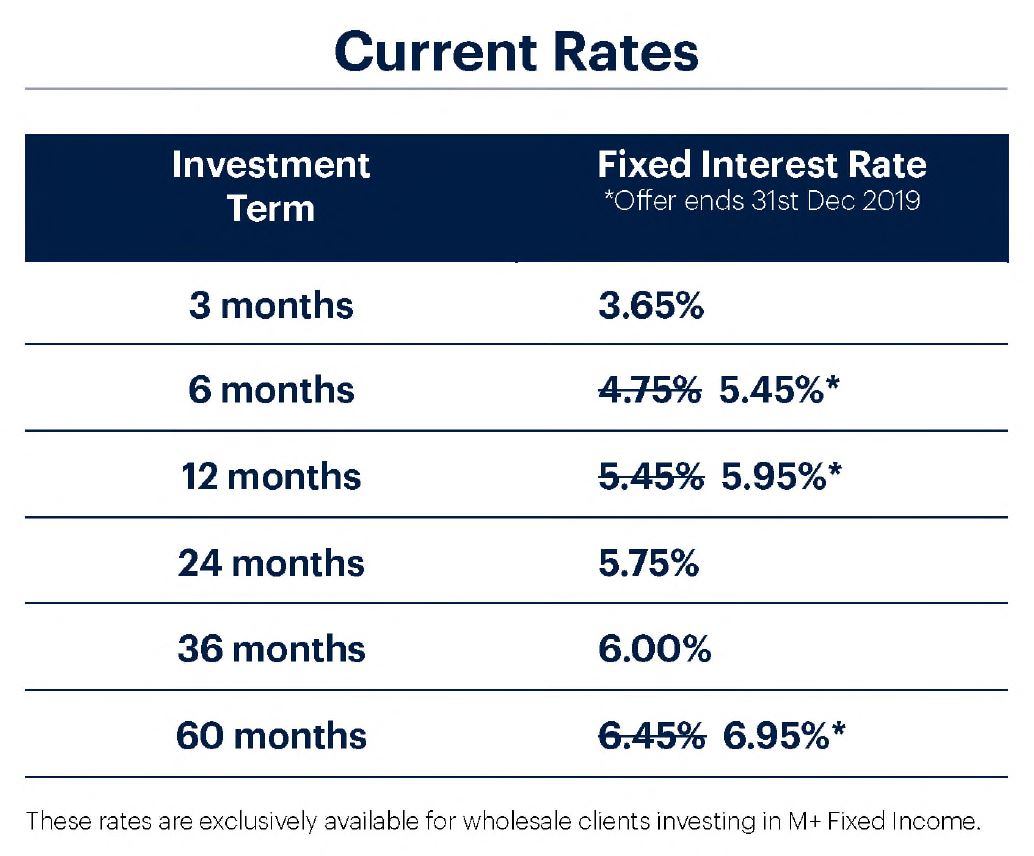 Current Rates
Investment Term
Fixed Interest Rate
*Offer ends 31st Dec 2019
3 months 3.65%
6 months 4.75% 5.45%*
12 months 5.45% 5.95%*
24 months 5.75%
36 months 6.00%
60 months 6.45% 6.95%*
These rates are exclusively available for wholesale clients investing in M+ Fixed Income.